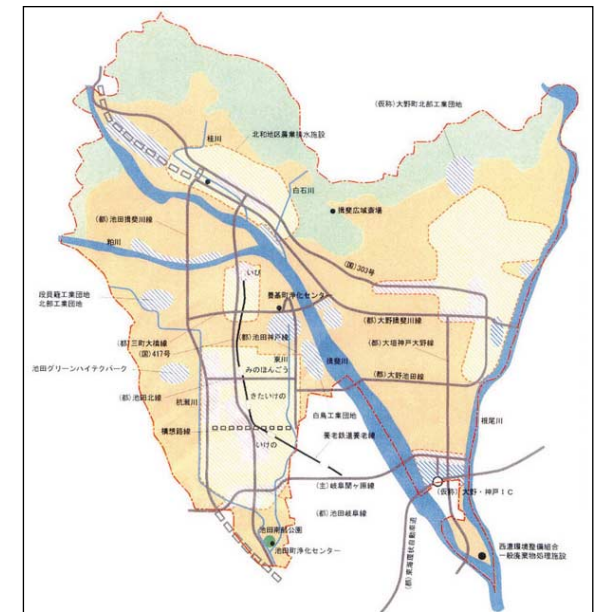 (仮称)大野町北部工業団地
桂川
北和地区農業排水施設
白石川
揖斐広域斎場
(都)池田揖斐川線
粕川
(国)303号
いび
段員籍工業団地
北部工業団地
養基町浄化センター
(都)三町大橋線
(国)417号
(都)池田神戸線
(都)大野揖斐川線
(都)大垣神戸大野線
東川
揖斐川
池田グリーンハイテクパーク
みのほんごう
(都)大野池田線
(都)池田北線
杭瀬川
きたいけの
白鳥工業団地
根尾川
構想路線
いけの
養老鉄道養老線
(主)岐阜関ヶ原線
(仮称)大野・神戸IC
(都)池田岐阜線
池田南部公園
池田町浄化センター
(都)東海環状自動車道
西濃環境整備組合
一般廃棄物処理施設